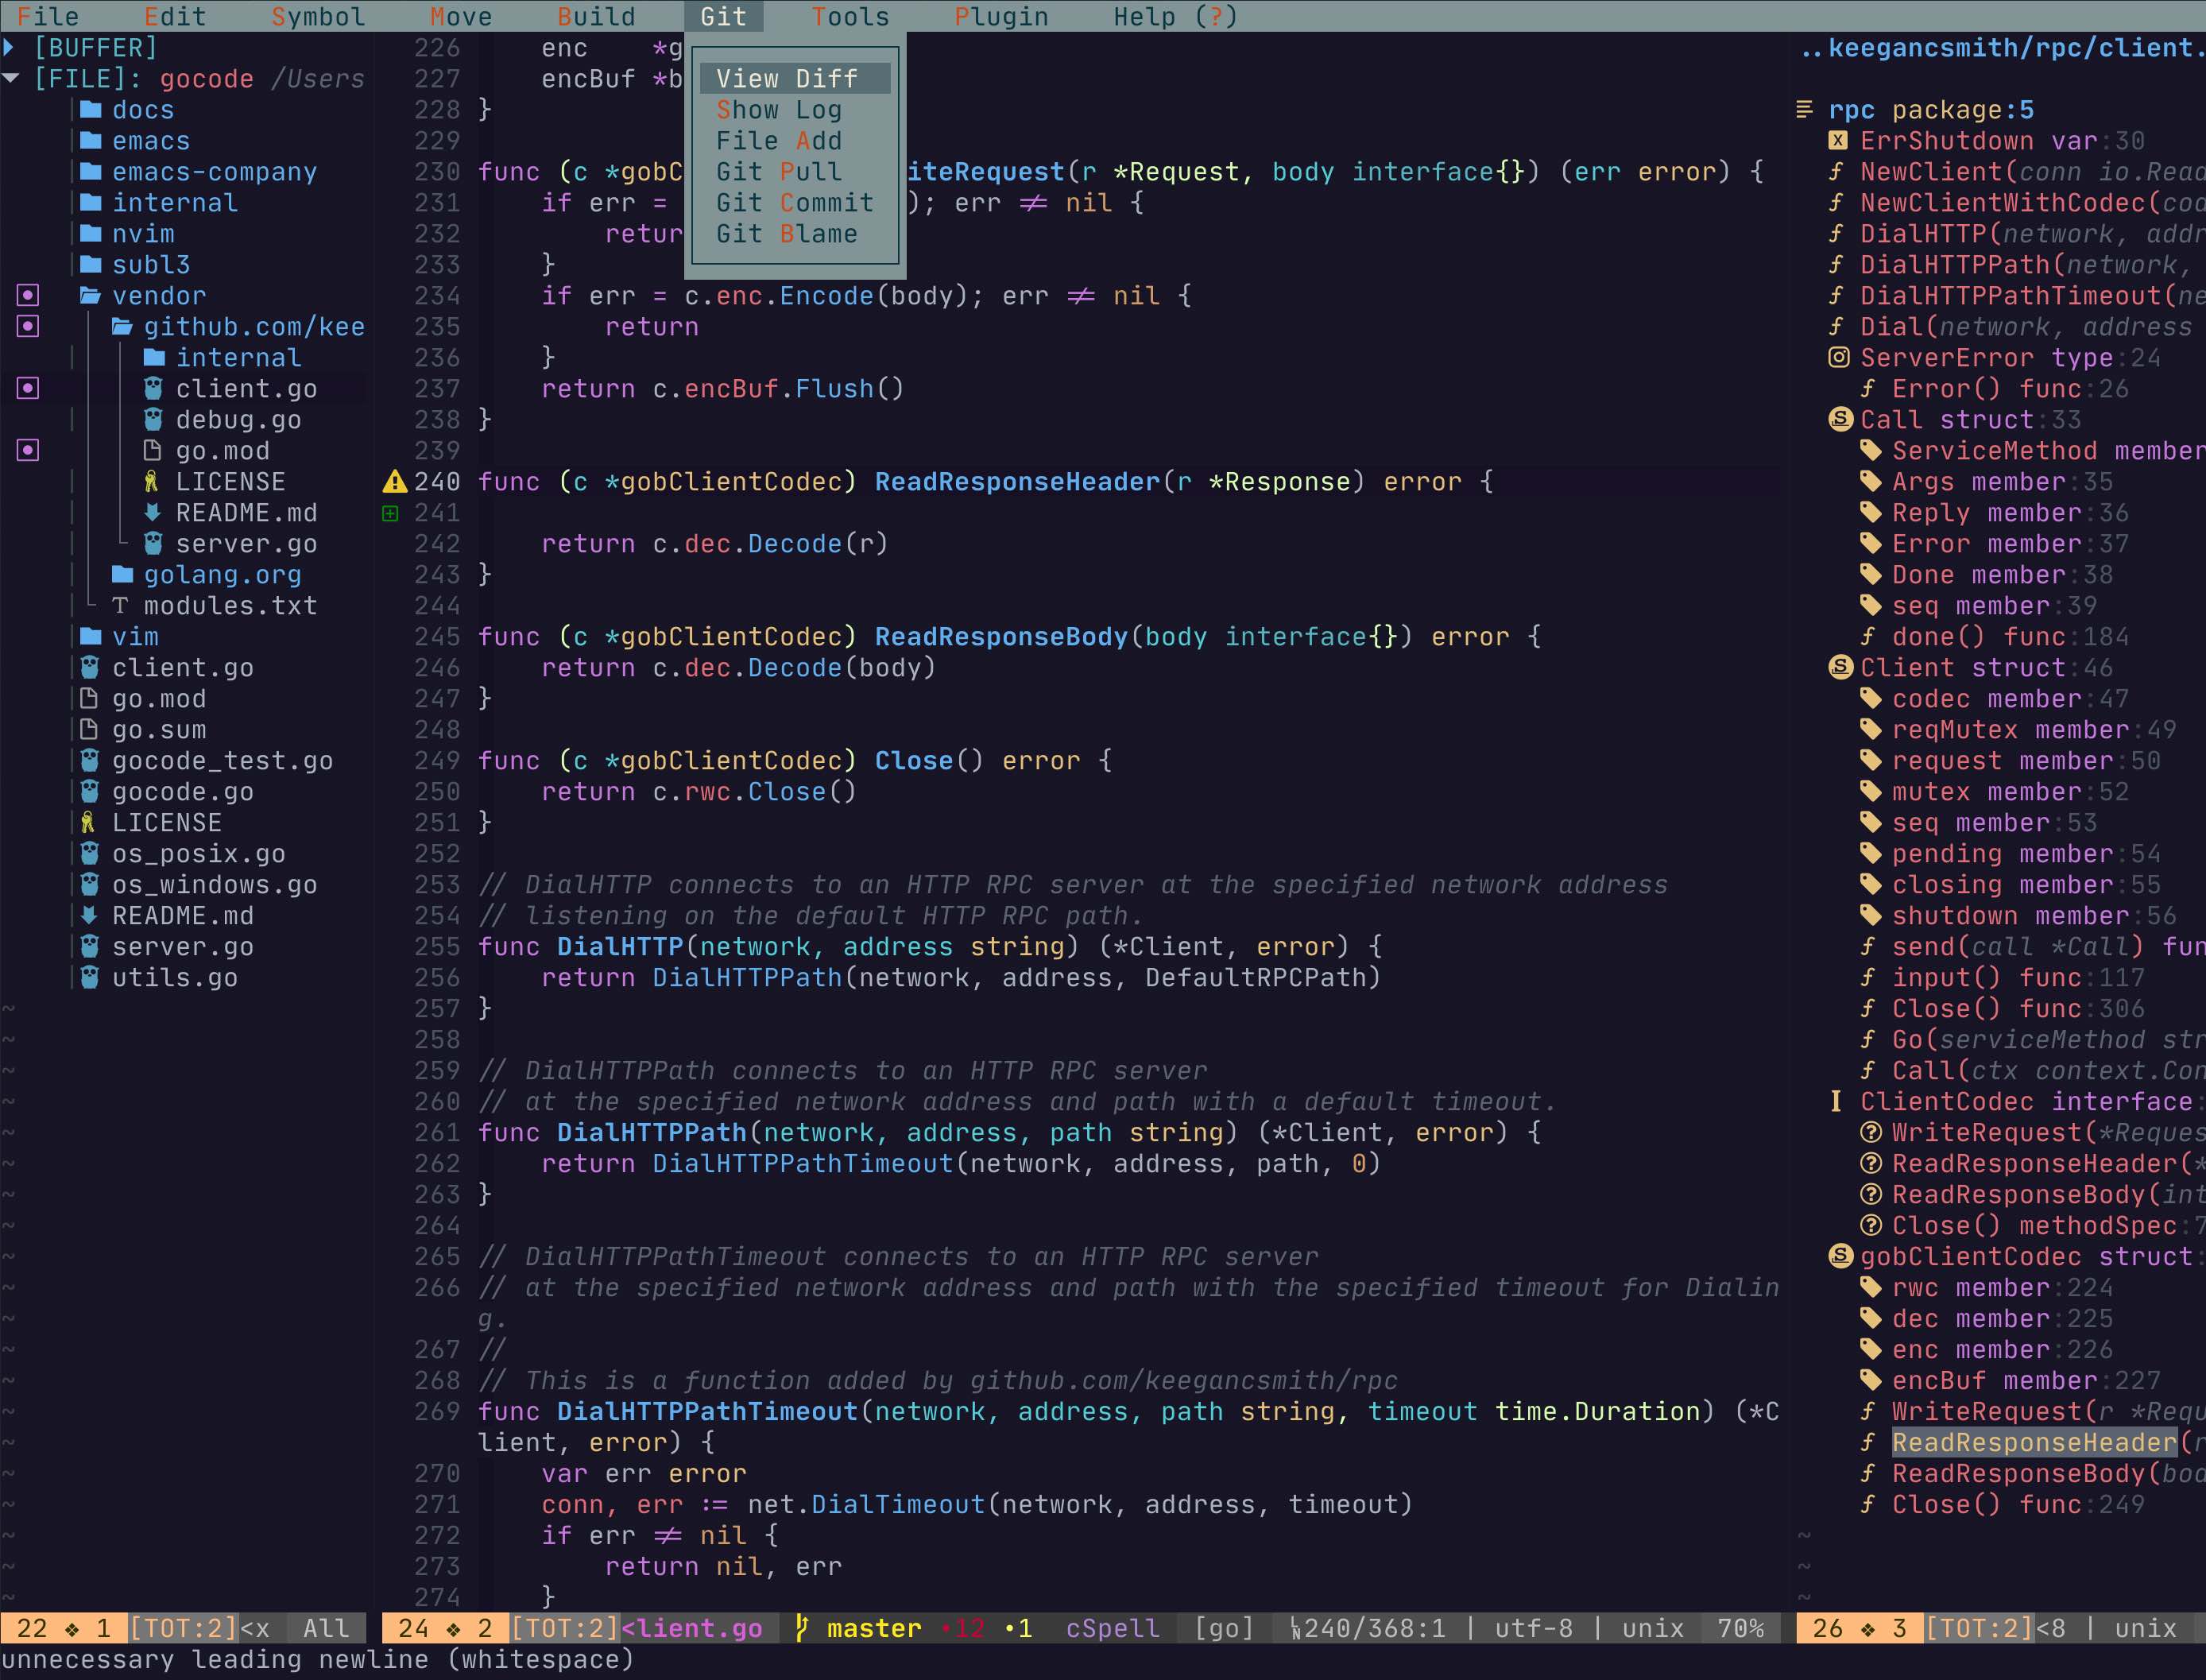 File Edit Symbol Move Build Git Tools Plugin Help (?)
[BUFFER]
[FILE]: gocode /Users
docs
emacs
emacs-company
internal
nvim
subl3
vendor
github.com/kee
internal
client.go
debug.go
go.mod
LICENSE
README.md
server.go
golang.org
modules.txt
vim
client.go
go.mod
go.sum
gocode_test.go
gocode.go
LICENSE
os_posix.go
os_windows.go
README.md
server.go
utils.go
View Diff
Show Log
File Add
Git Pull
Git Commit
Git Blame
226 enc *g
227 encBuf *b
228 }
229
230 func (c *gobC iteRequest(r *Request, body interface{}) (err error) {
231 if err = ); err ≠ nil {
232 retur
233 }
234 if err = c.enc.Encode(body); err ≠ nil {
235 return
236 }
237 return c.encBuf.Flush()
238 }
239
240 func (c *gobClientCodec) ReadResponseHeader(r *Response) error {
241
242 return c.dec.Decode(r)
243 }
244
245 func (c *gobClientCodec) ReadResponseBody(body interface{}) error {
246 return c.dec.Decode(body)
247 }
248
249 func (c *gobClientCodec) Close() error {
250 return c.rwc.Close()
251 }
252
253 // DialHTTP connects to an HTTP RPC server at the specified network address
254 // listening on the default HTTP RPC path.
255 func DialHTTP(network, address string) (*Client, error) {
256 return DialHTTPPath(network, address, DefaultRPCPath)
257 }
258
259 // DialHTTPPath connects to an HTTP RPC server
260 // at the specified network address and path with a default timeout.
261 func DialHTTPPath(network, address, path string) (*Client, error) {
262 return DialHTTPPathTimeout(network, address, path, 0)
263 }
264
265 // DialHTTPPathTimeout connects to an HTTP RPC server
266 // at the specified network address and path with the specified timeout for Dialin
g.
267 //
268 // This is a function added by github.com/keegancsmith/rpc
269 func DialHTTPPathTimeout(network, address, path string, timeout time.Duration) (*C
lient, error) {
270 var err error
271 conn, err := net.DialTimeout(network, address, timeout)
272 if err ≠ nil {
273 return nil, err
274 }
..keegancsmith/rpc/client.
rpc package:5
ErrShutdown var:30
NewClient(conn io.Read
NewClientWithCodec(cod
DialHTTP(network, addr
DialHTTPPath(network,
DialHTTPPathTimeout(ne
Dial(network, address
ServerError type:24
Error() func:26
Call struct:33
ServiceMethod member
Args member:35
Reply member:36
Error member:37
Done member:38
seq member:39
done() func:184
Client struct:46
codec member:47
reqMutex member:49
request member:50
mutex member:52
seq member:53
pending member:54
closing member:55
shutdown member:56
send(call *Call) fun
input() func:117
Close() func:306
Go(serviceMethod str
Call(ctx context.Con
ClientCodec interface:
WriteRequest(*Reques
ReadResponseHeader(*
ReadResponseBody(int
Close() methodSpec:7
gobClientCodec struct:
rwc member:224
dec member:225
enc member:226
encBuf member:227
WriteRequest(r *Requ
ReadResponseHeader(r
ReadResponseBody(bod
Close() func:249
22 ❖ 1 [TOT:2]<x All 24 ❖ 2 [TOT:2]<lient.go master •12 •1 cSpell [go] 240/368:1 | utf-8 | unix 70% 26 ❖ 3 [TOT:2]<8 | unix
unnecessary leading newline (whitespace)